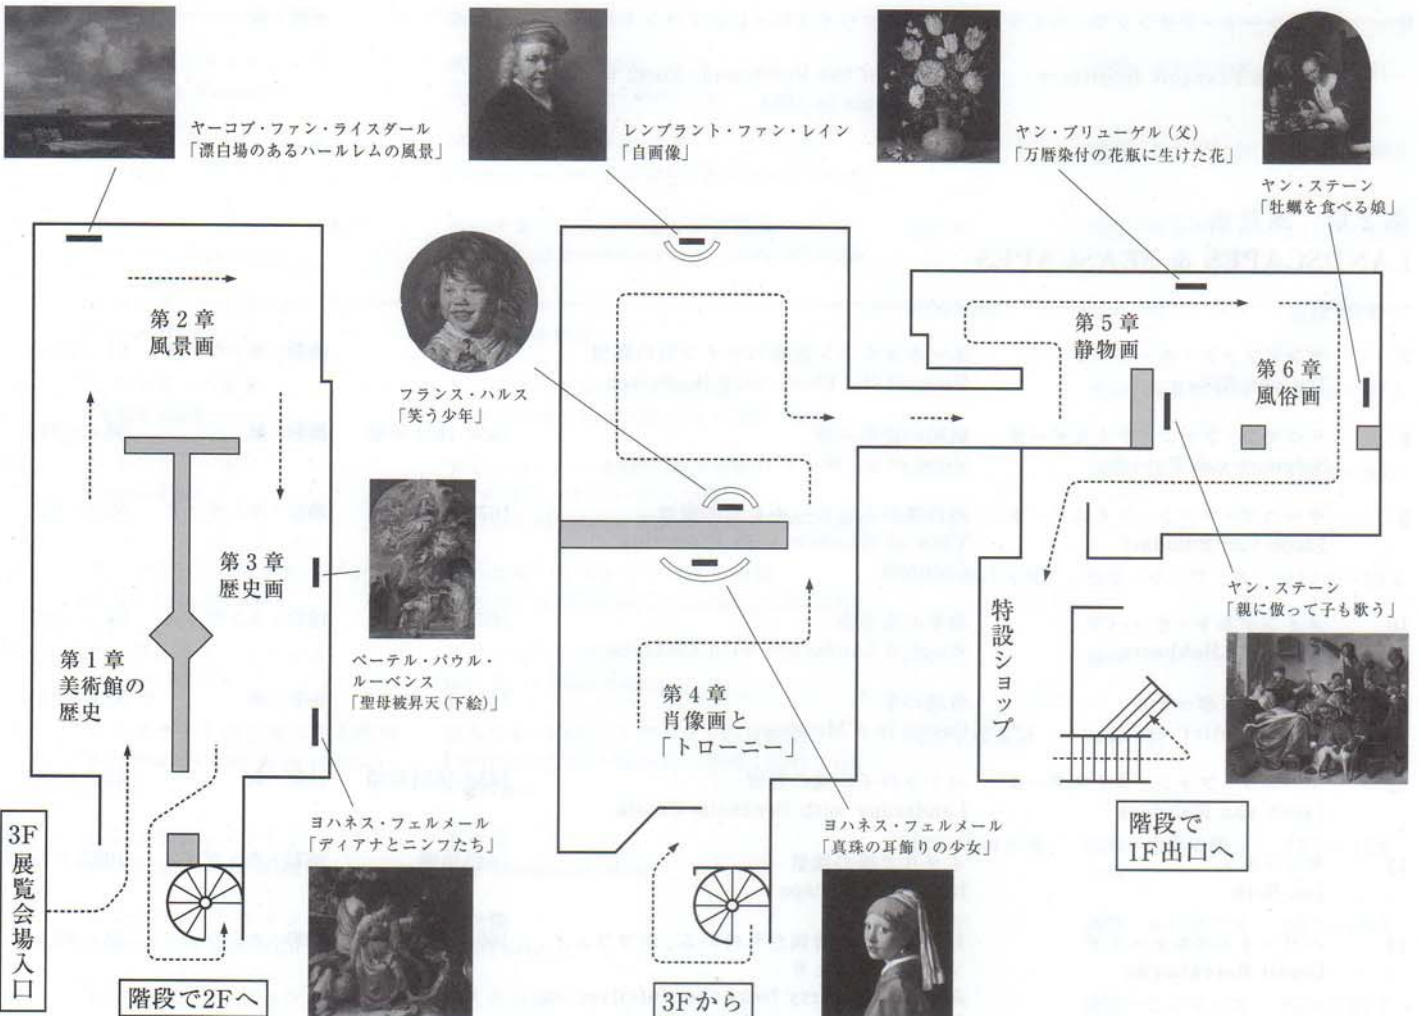 ヤーコプ・ファン・ライスダール
「漂白場のあるハールレムの風景」
レンブラント・ファン・レイン
「自画像」
ヤン・ブリューゲル（父）
「万暦染付の花瓶に生けた花」
ヤン・ステーン
「牡蠣を食べる娘」
第2章
風景画
フランス・ハルス
「笑う少年」
第5章
静物画
第6章
風俗画
第3章
歴史画
第1章
美術館の
歴史
ペーテル・パウル・
ルーベンス
「聖母被昇天（下絵）」
第4章
肖像画と
「トローニー」
特設ショップ
ヤン・ステーン
「親に倣って子も歌う」
ヨハネス・フェルメール
「ディアナとニンフたち」
ヨハネス・フェルメール
「真珠の耳飾りの少女」
階段で
1F出口へ
3F展覧会場入口
階段で2Fへ
3Fから